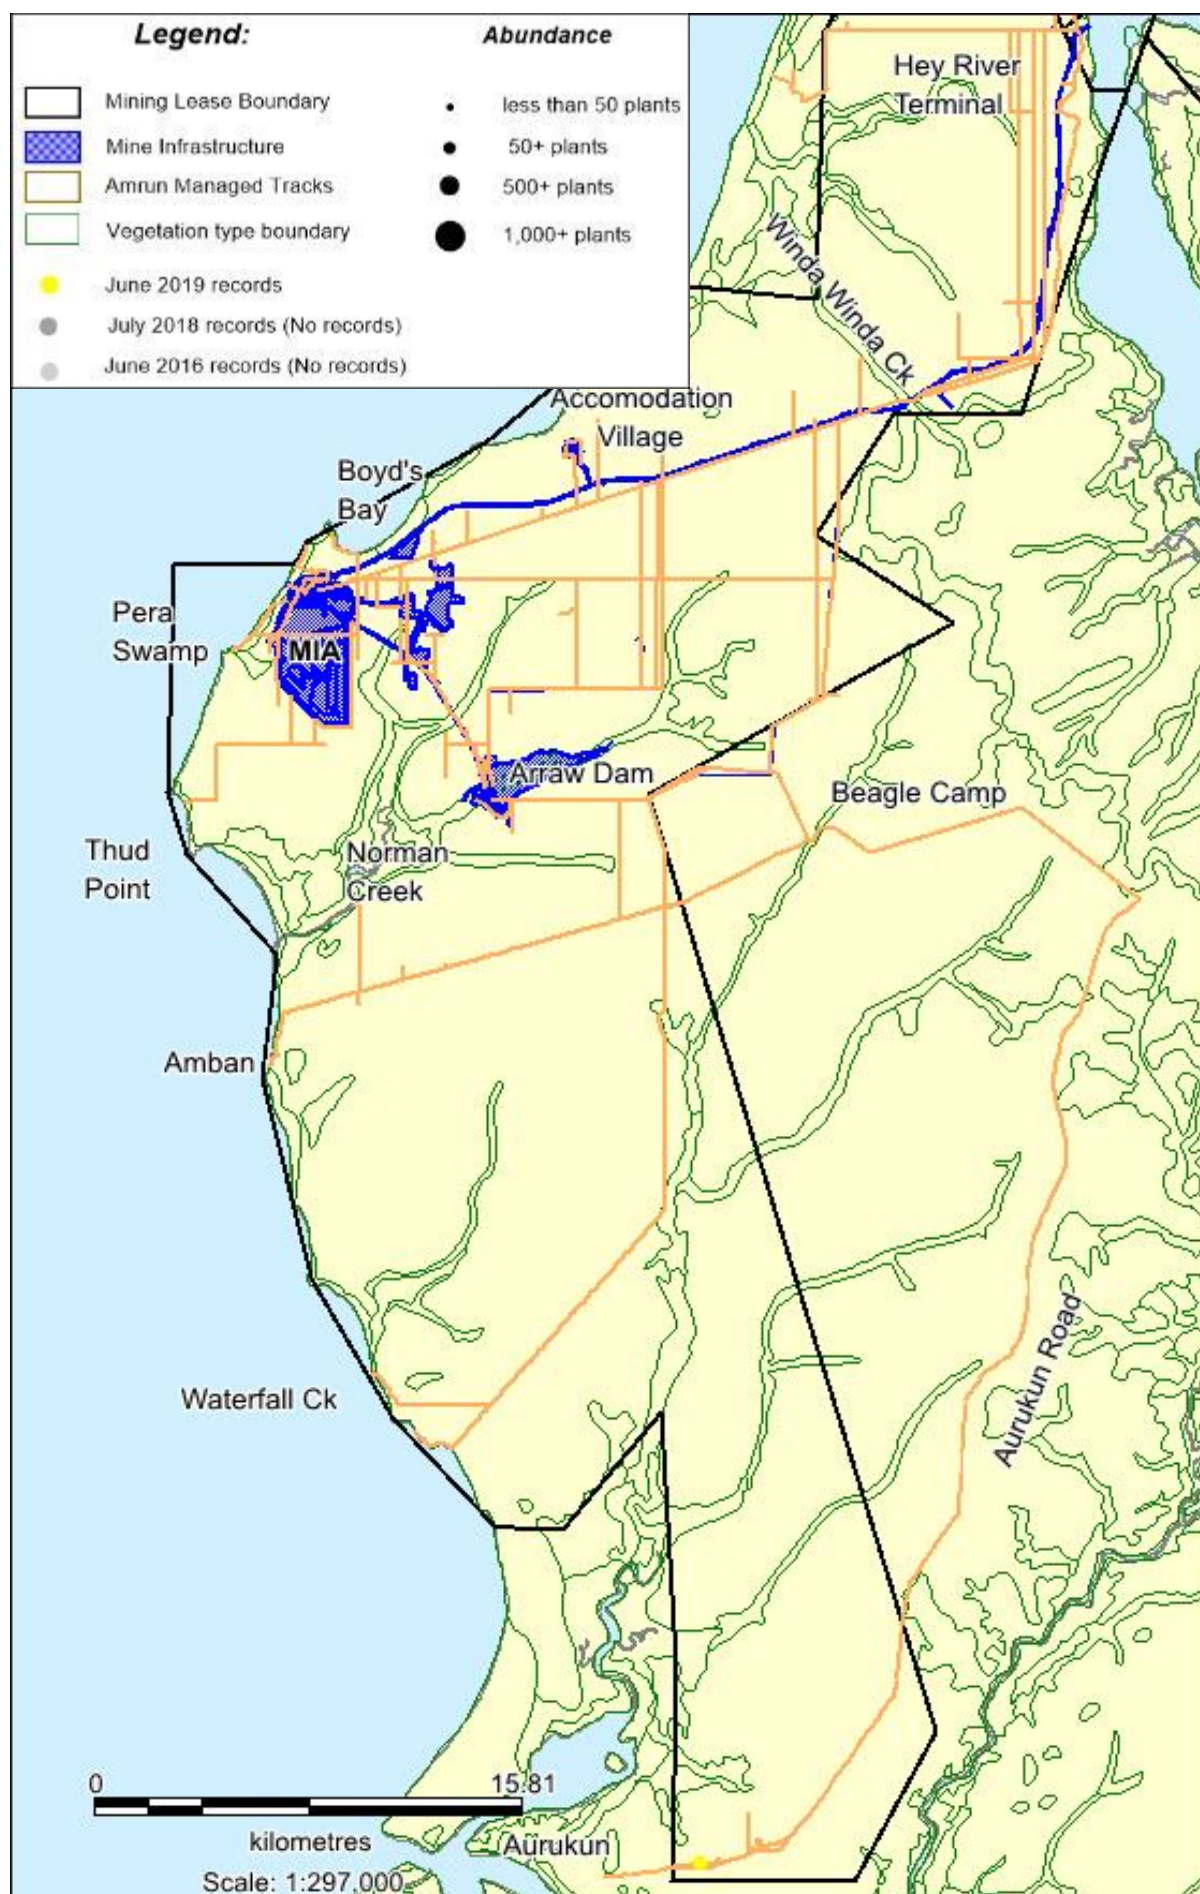 Legend:
Abundance
Mining Lease Boundary
less than 50 plants
Mine Infrastructure
50+ plants
Amrun Managed Tracks
500+ plants
Vegetation type boundary
1,000+ plants
June 2019 records
July 2018 records (No records)
June 2016 records (No records)
Hey River
Terminal
Winda Winda Ck
Accomodation
Village
Boyd's
Bay
Pera
Swamp
MIA
Arraw Dam
Beagle Camp
Thud
Point
Norman
Creek
Amban
Aurukun Road
Waterfall Ck
0
15.81
kilometres
Scale: 1:297,000
Aurukun